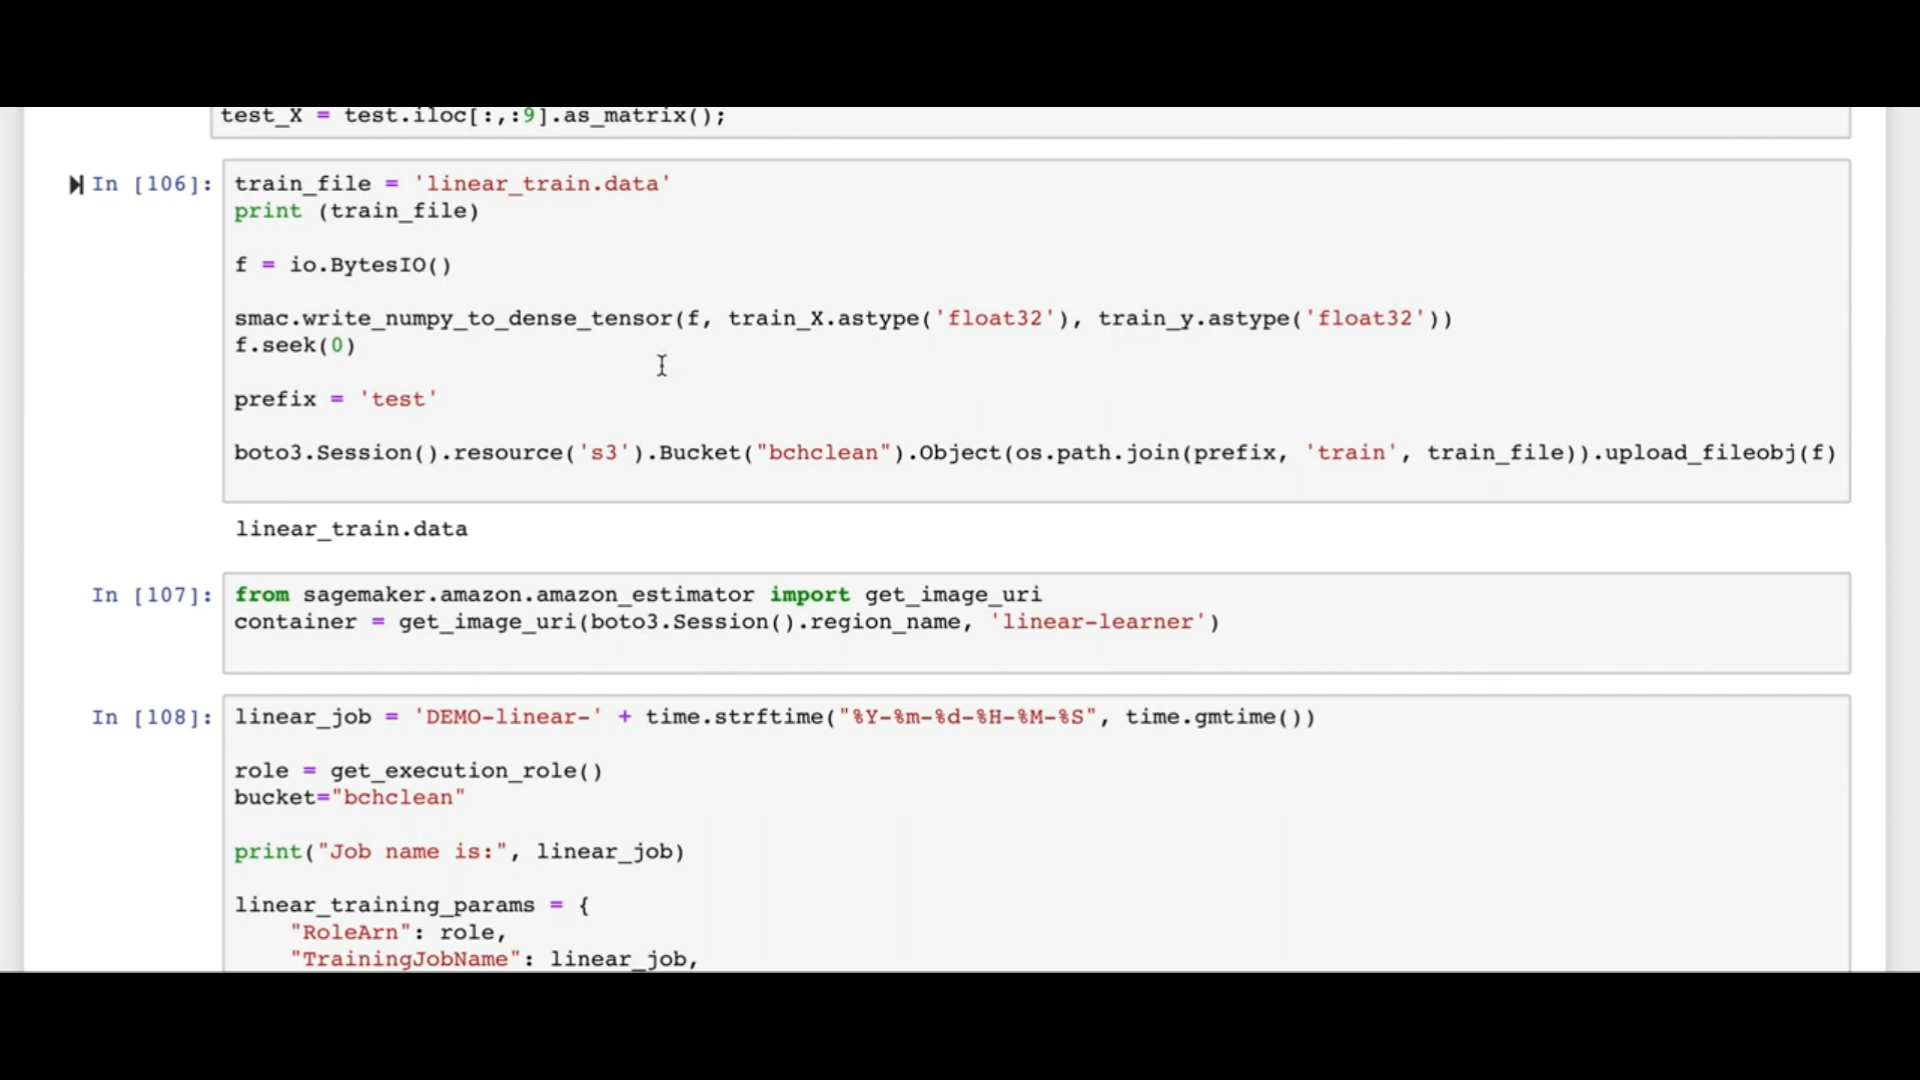 test_X = test.iloc[:,:9].as_matrix();
In [106]: train_file = 'linear_train.data'
print (train_file)
f = io.BytesIO()
smac.write_numpy_to_dense_tensor(f, train_X.astype('float32'), train_y.astype('float32'))
f.seek(0)
prefix = 'test'
boto3.Session().resource('s3').Bucket("bchclean").Object(os.path.join(prefix, 'train', train_file)).upload_fileobj(f)
linear_train.data
In [107]: from sagemaker.amazon.amazon_estimator import get_image_uri
container = get_image_uri(boto3.Session().region_name, 'linear-learner')
In [108]: linear_job = 'DEMO-linear-' + time.strftime("%Y-%m-%d-%H-%M-%S", time.gmtime())
role = get_execution_role()
bucket="bchclean"
print("Job name is:", linear_job)
linear_training_params = {
"RoleArn": role,
"TrainingJobName": linear_job,